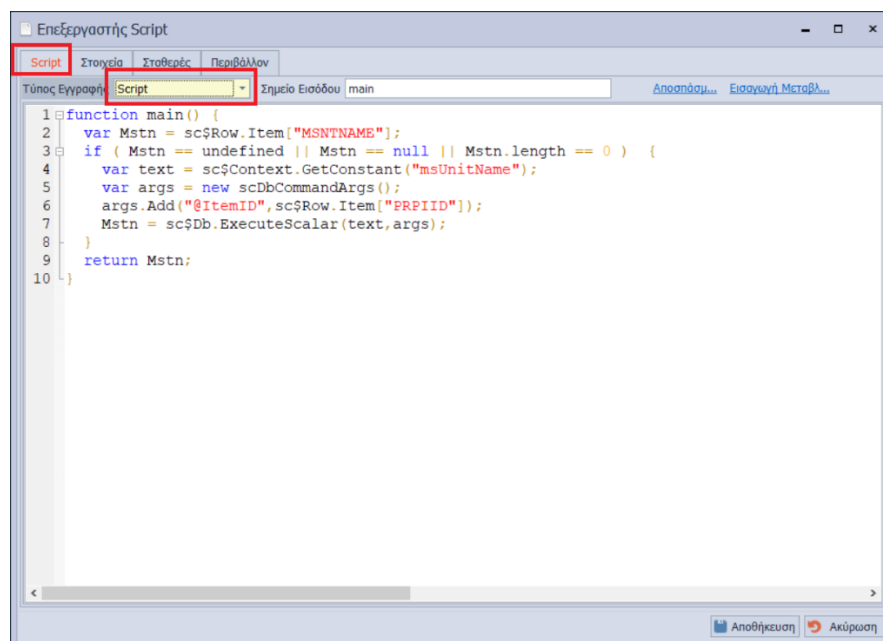 Επεξεργαστής Script
Script Στοιχεία Σταθερές Περιβάλλον
Τύπος Εγγραφής Script Σημείο Εισόδου main Αποσπάσμ... Εισαγωγή Μεταβλ...
1 function main() {
2 var Mstn = sc$Row.Item["MSNTNAME"];
3 if ( Mstn == undefined || Mstn == null || Mstn.length == 0 ) {
4 var text = sc$Context.GetConstant("msUnitName");
5 var args = new scDbCommandArgs();
6 args.Add("@ItemID",sc$Row.Item["PRPIID"]);
7 Mstn = sc$Db.ExecuteScalar(text,args);
8 }
9 return Mstn;
10 }
Αποθήκευση Ακύρωση